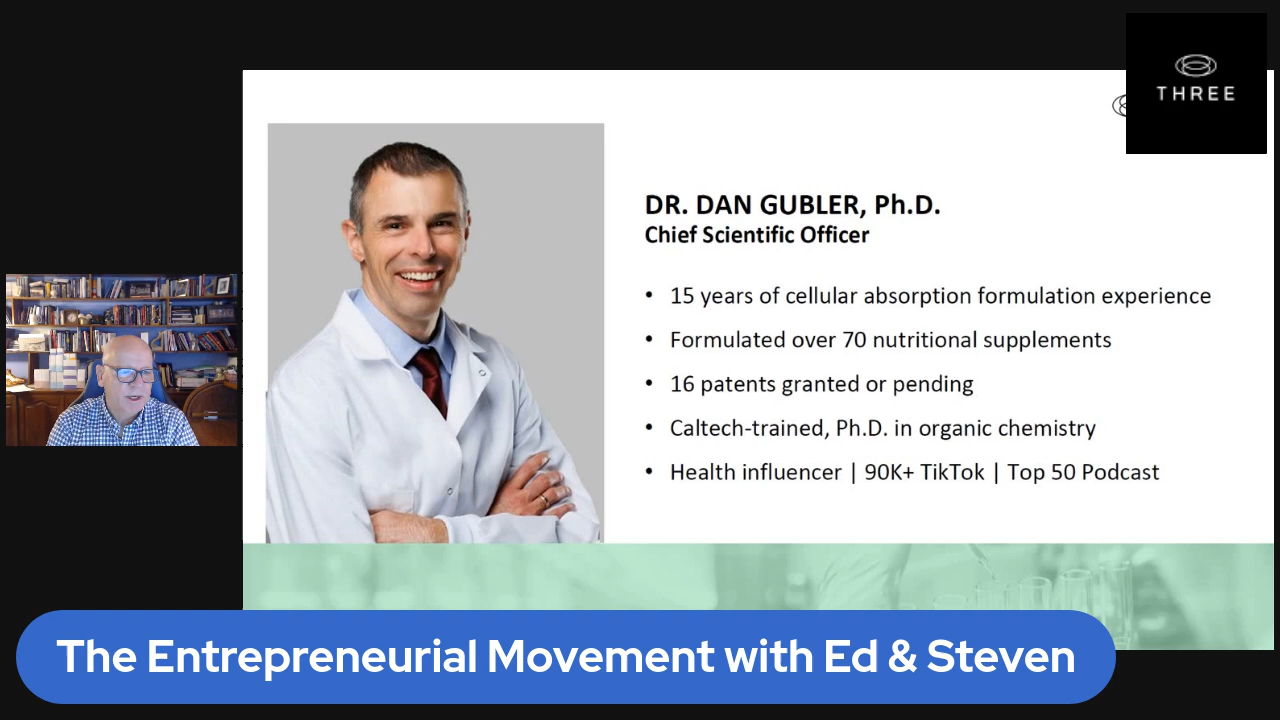 THREE
DR. DAN GUBLER, Ph.D.
Chief Scientific Officer
• 15 years of cellular absorption formulation experience
• Formulated over 70 nutritional supplements
• 16 patents granted or pending
• Caltech-trained, Ph.D. in organic chemistry
• Health influencer | 90K+ TikTok | Top 50 Podcast
The Entrepreneurial Movement with Ed & Steven